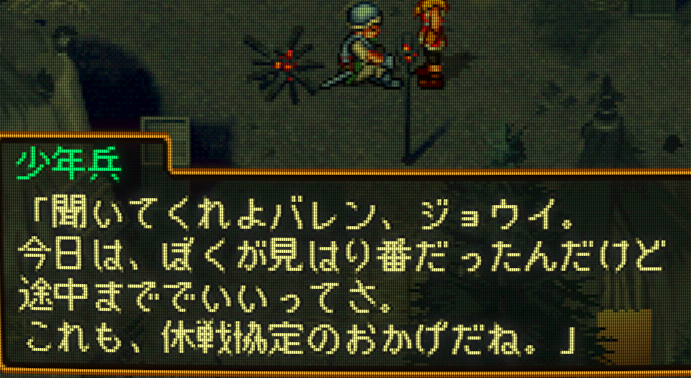 少年兵
「聞いてくれよバレン、ジョウイ。
今日は、ぼくが見はり番だったんだけど
途中まででいいってさ。
これも、休戦協定のおかげだね。」